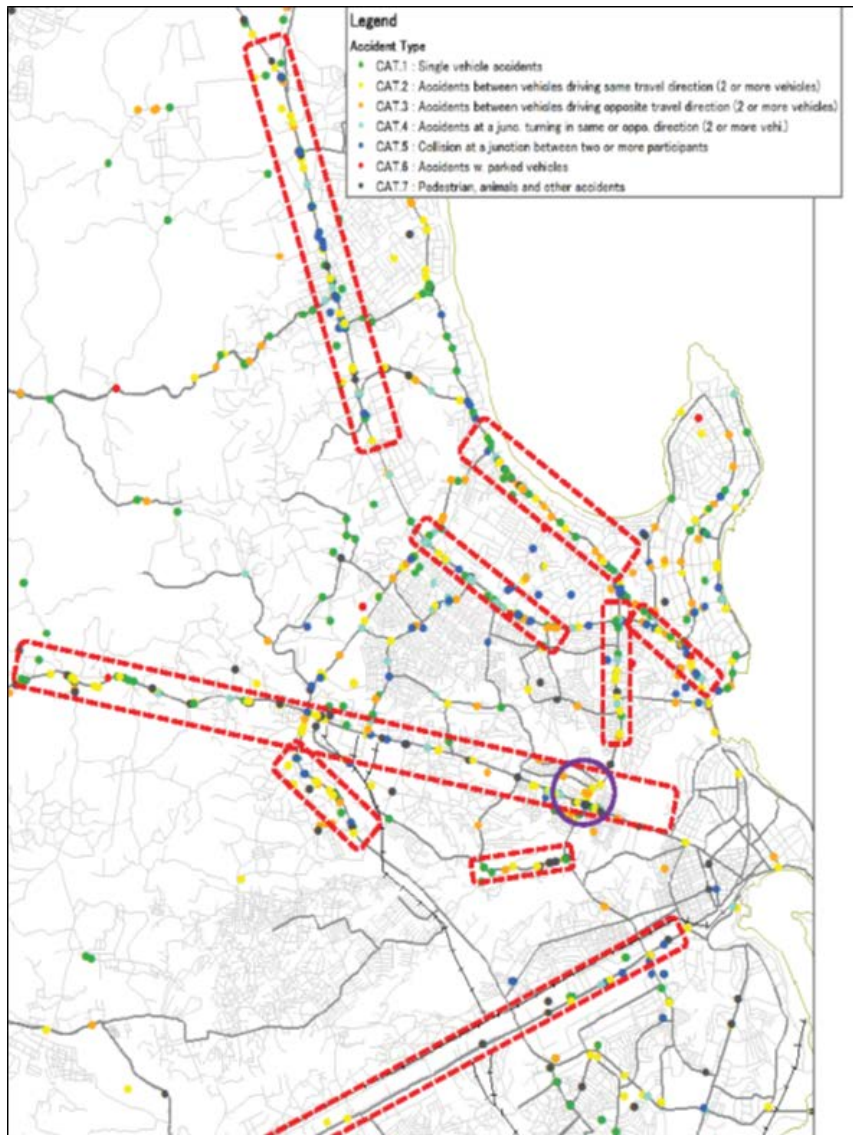 Legend
Accident Type
CAT.1 : Single vehicle accidents
CAT.2 : Accidents between vehicles driving same travel direction (2 or more vehicles)
CAT.3 : Accidents between vehicles driving opposite travel direction (2 or more vehicles)
CAT.4 : Accidents at a junc. turning in same or oppo. direction (2 or more vehi.)
CAT.5 : Collision at a junction between two or more participants
CAT.6 : Accidents w. parked vehicles
CAT.7 : Pedestrian, animals and other accidents